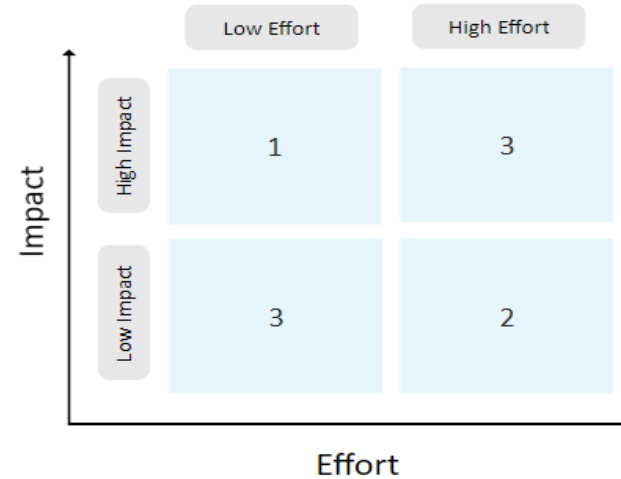 Low Effort
High Effort
Impact
High Impact
1
3
Low Impact
3
2
Effort